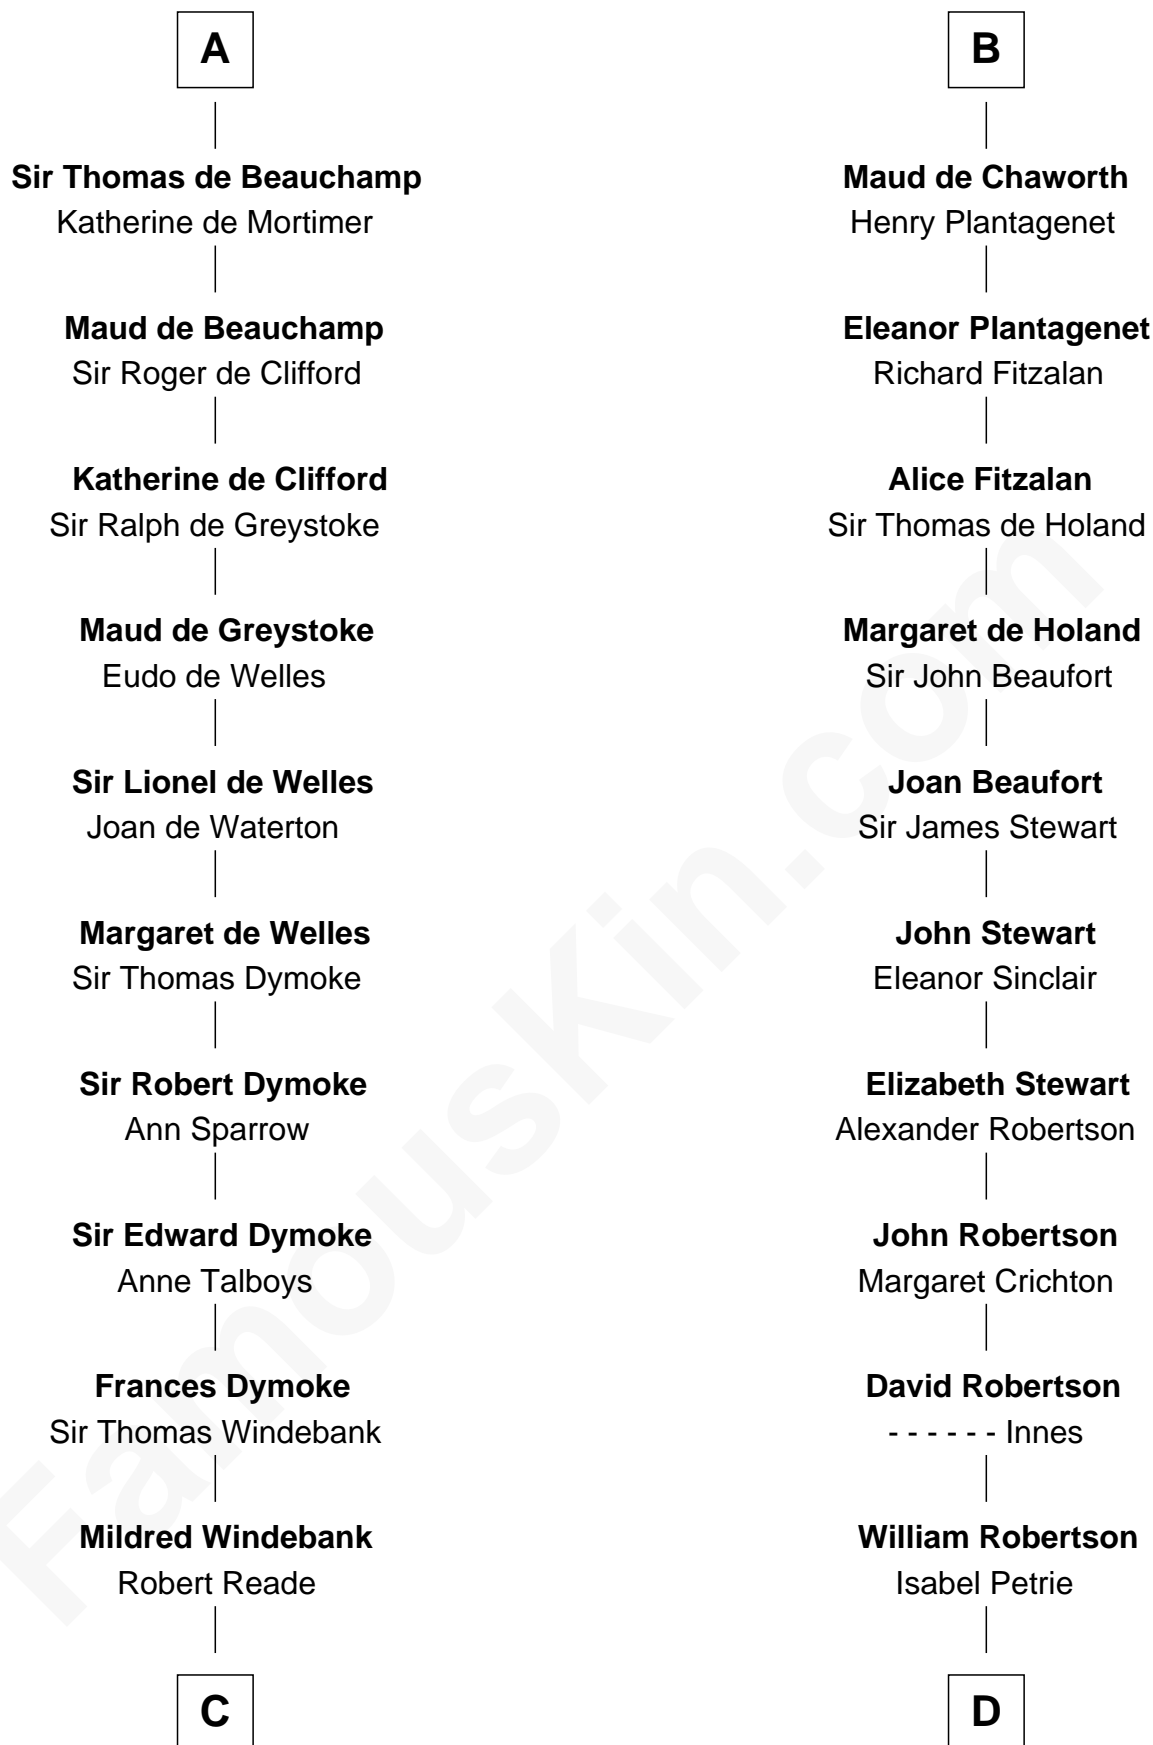 A
Sir Thomas de Beauchamp
Katherine de Mortimer
Maud de Beauchamp
Sir Roger de Clifford
Katherine de Clifford
Sir Ralph de Greystoke
Maud de Greystoke
Eudo de Welles
Sir Lionel de Welles
Joan de Waterton
Margaret de Welles
Sir Thomas Dymoke
Sir Robert Dymoke
Ann Sparrow
Sir Edward Dymoke
Anne Talboys
Frances Dymoke
Sir Thomas Windebank
Mildred Windebank
Robert Reade
C
B
Maud de Chaworth
Henry Plantagenet
Eleanor Plantagenet
Richard Fitzalan
Alice Fitzalan
Sir Thomas de Holand
Margaret de Holand
Sir John Beaufort
Joan Beaufort
Sir James Stewart
John Stewart
Eleanor Sinclair
Elizabeth Stewart
Alexander Robertson
John Robertson
Margaret Crichton
David Robertson
- - - - - - Innes
William Robertson
Isabel Petrie
D
FamousKin.com